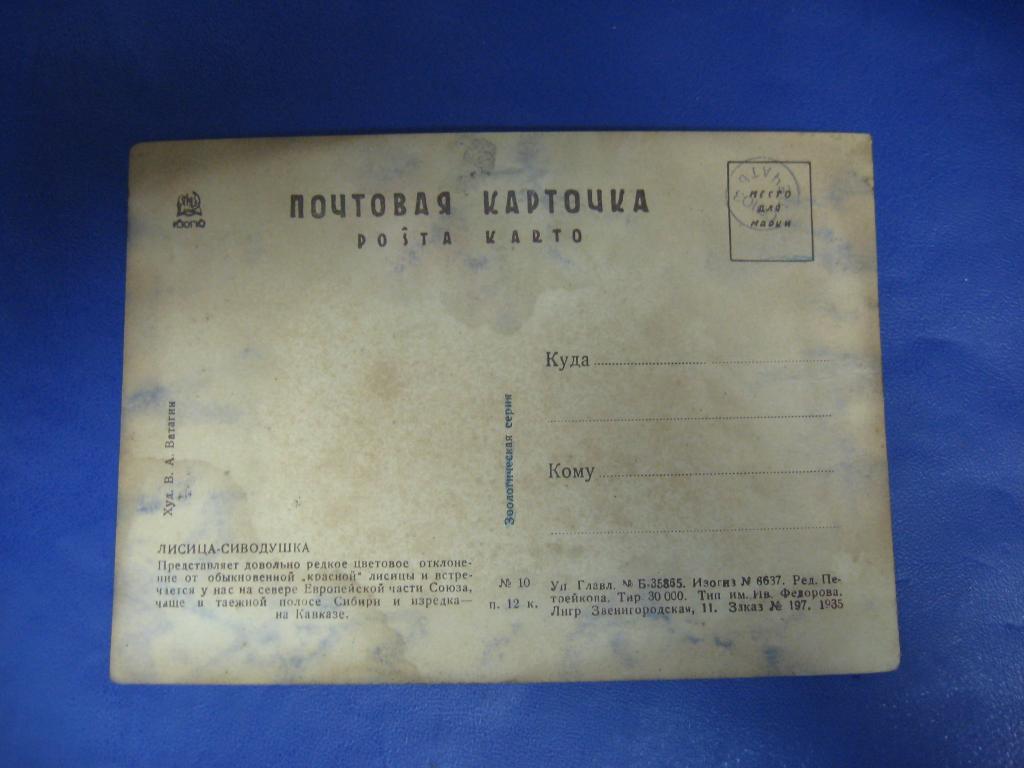 ПОЧТОВАЯ КАРТОЧКА
POŜTA KARTO
МЕСТО
ДЛЯ
МАРКИ
Куда
Кому
Худ. В. А. Ватагин
Зоологическая серия
ЛИСИЦА-СИВОДУШКА
Представляет довольно редкое цветовое отклоне-
ние от обыкновенной „красной" лисицы и встре-
чается у нас на севере Европейской части Союза,
чаще в таежной полосе Сибири и изредка—
на Кавказе.
№ 10
п. 12 к.
Уп Главл. № Б-35865. Изогиз № 6637. Ред. Пе-
трейкова. Тир 30 000. Тип им. Ив. Федорова.
Лнгр Звенигородская, 11. Заказ № 197. 1935